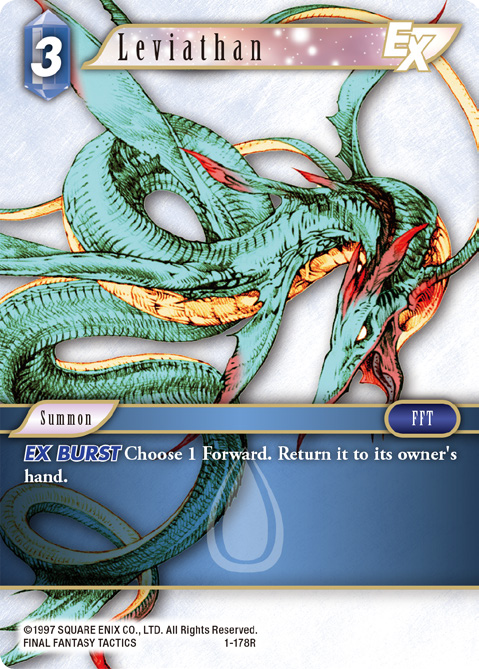 3
Leviathan
EX
Summon
FFT
EX BURST Choose 1 Forward. Return it to its owner's
hand.
©1997 SQUARE ENIX CO., LTD. All Rights Reserved.
FINAL FANTASY TACTICS 1-178R